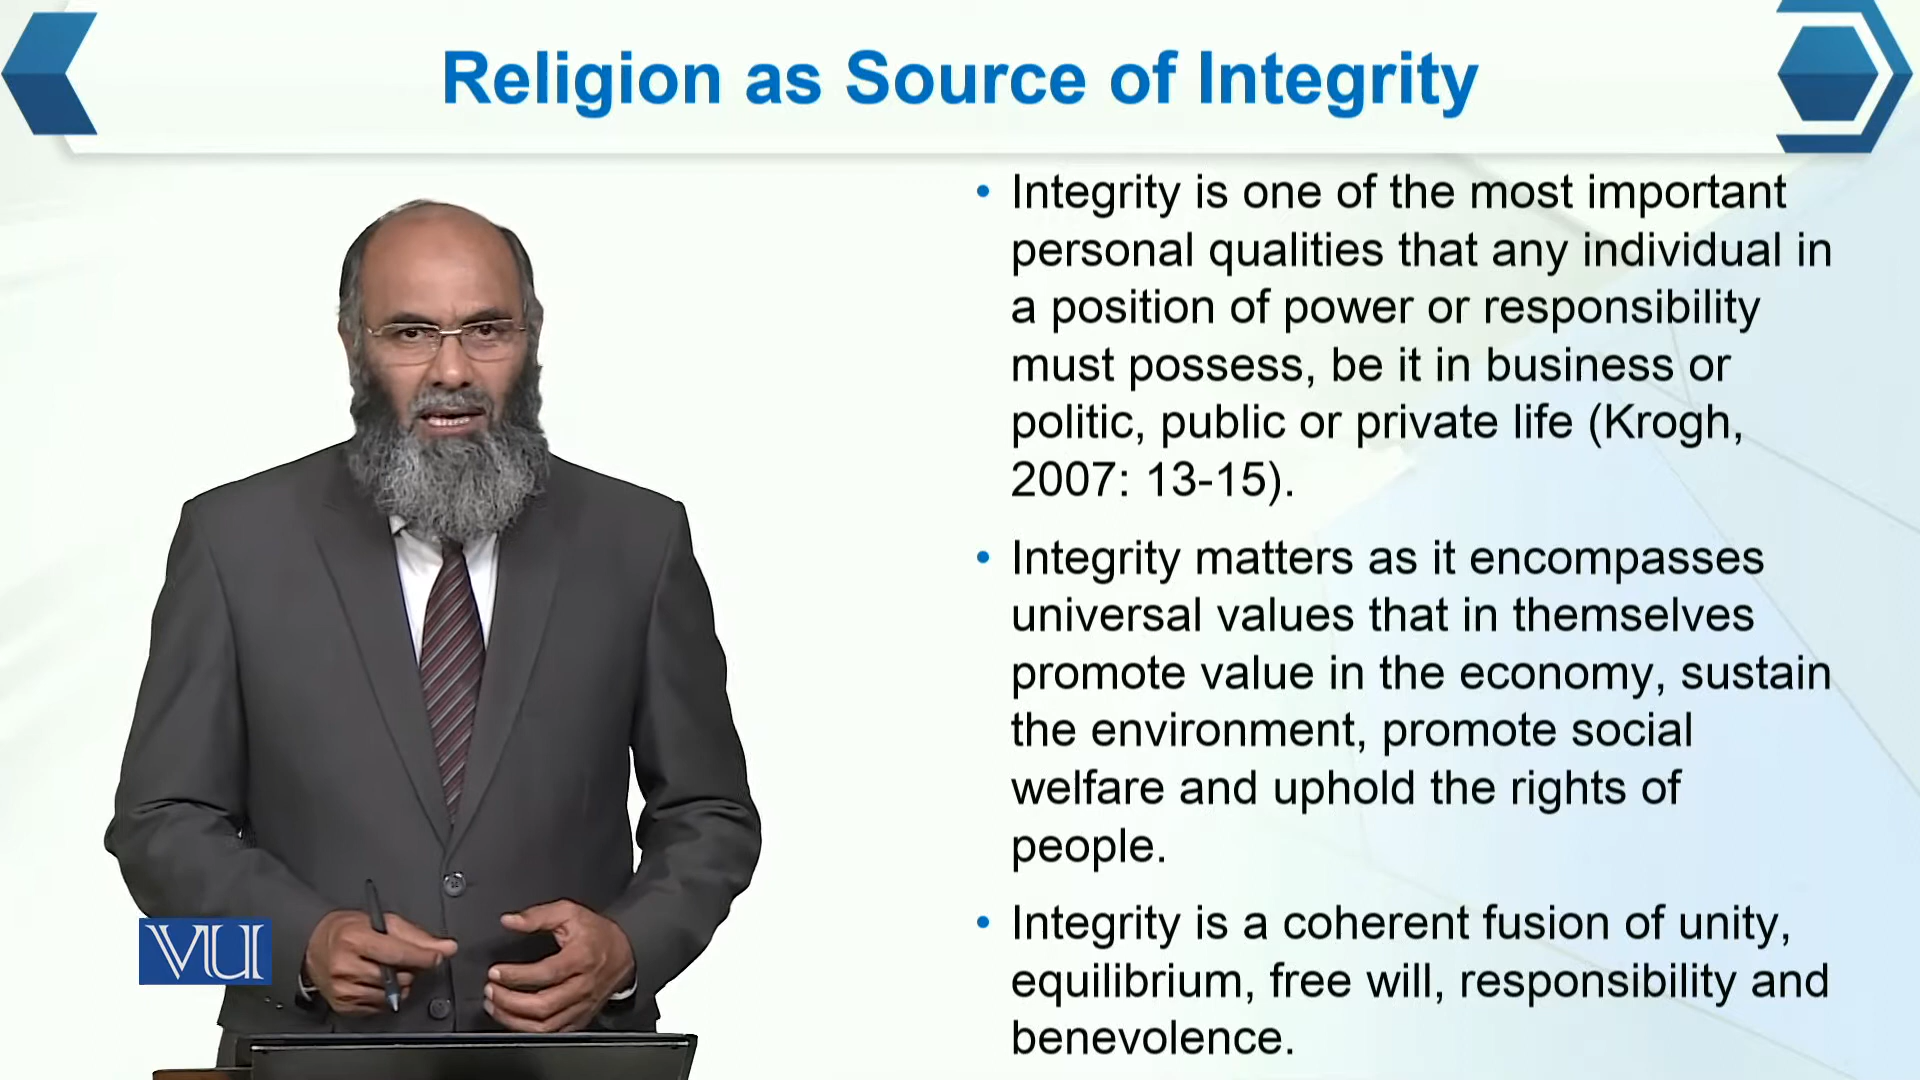 Religion as Source of Integrity
• Integrity is one of the most important
personal qualities that any individual in
a position of power or responsibility
must possess, be it in business or
politic, public or private life (Krogh,
2007: 13-15).
• Integrity matters as it encompasses
universal values that in themselves
promote value in the economy, sustain
the environment, promote social
welfare and uphold the rights of
people.
• Integrity is a coherent fusion of unity,
equilibrium, free will, responsibility and
benevolence.
VU